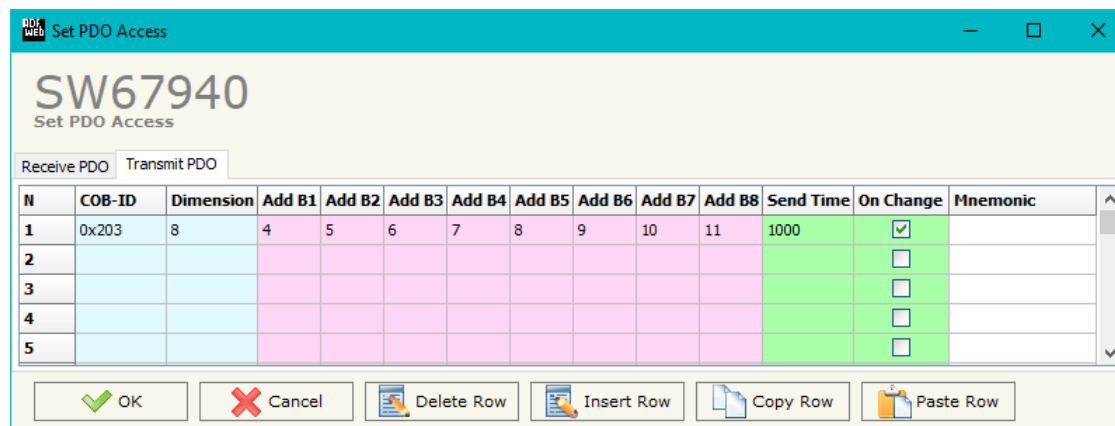 ADF WEB Set PDO Access
SW67940
Set PDO Access
Receive PDO Transmit PDO
N COB-ID Dimension Add B1 Add B2 Add B3 Add B4 Add B5 Add B6 Add B7 Add B8 Send Time On Change Mnemonic
1 0x203 8 4 5 6 7 8 9 10 11 1000
2
3
4
5
OK Cancel Delete Row Insert Row Copy Row Paste Row